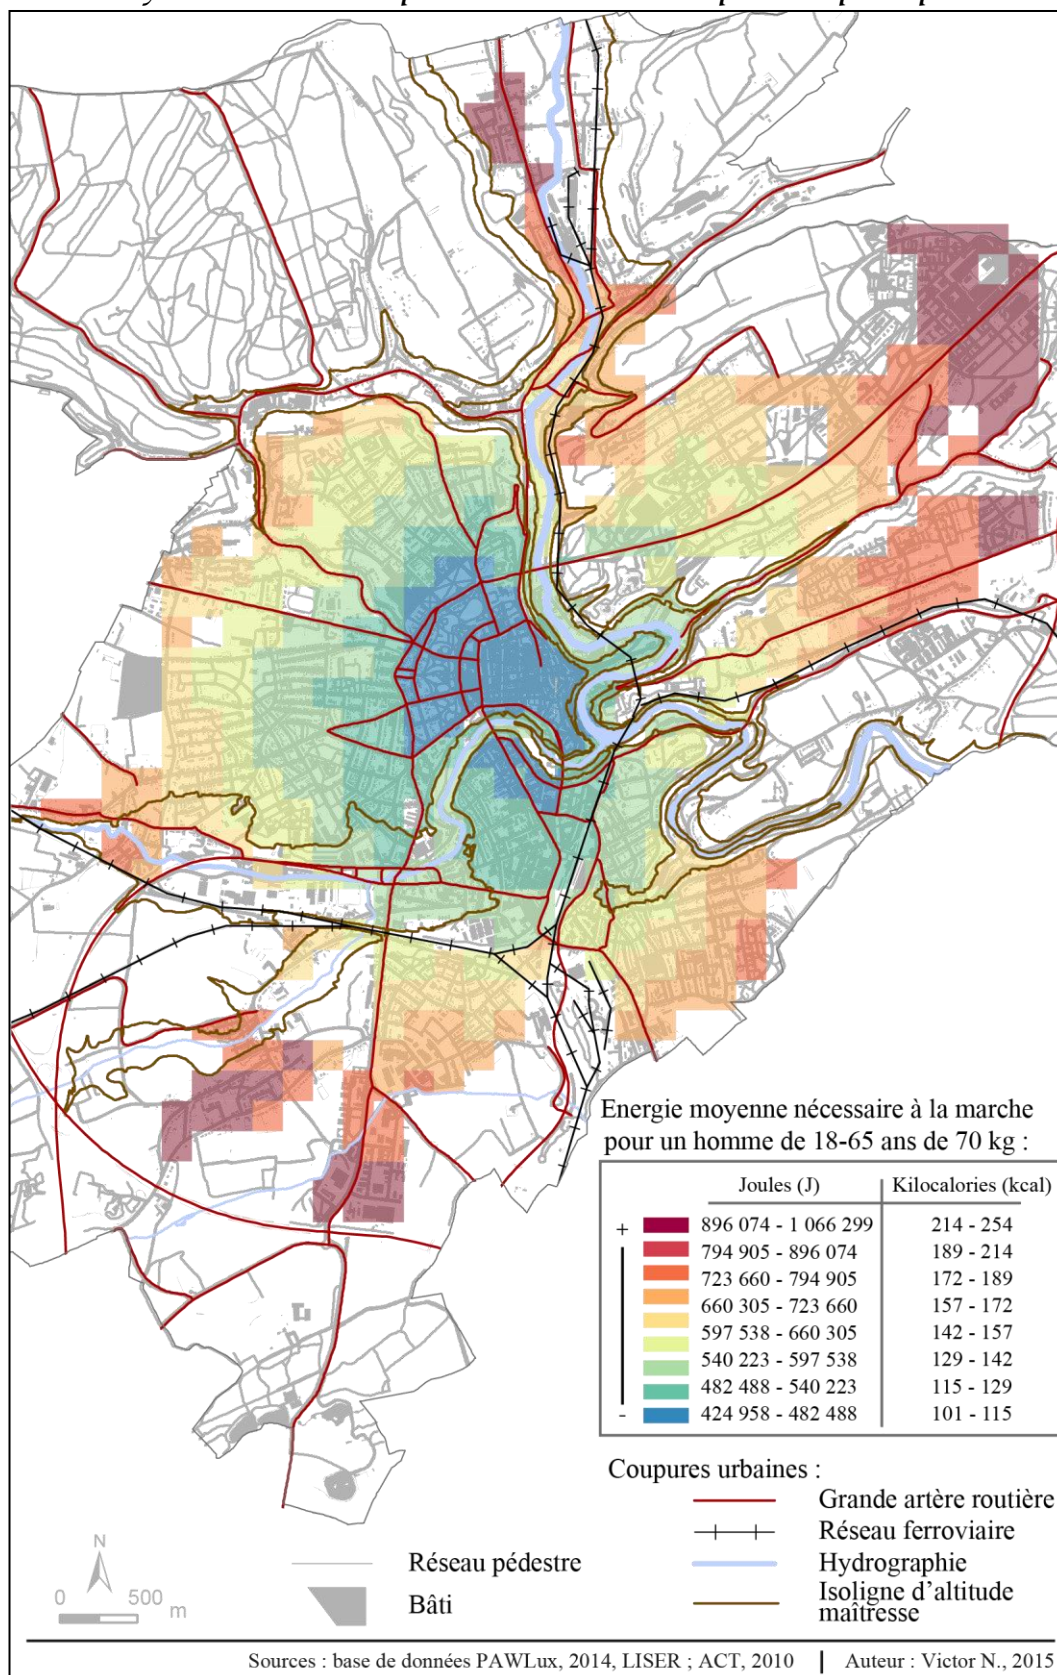 Energie moyenne nécessaire à la marche
pour un homme de 18-65 ans de 70 kg :
Joules (J) Kilocalories (kcal)
+ 896 074 - 1 066 299 214 - 254
794 905 - 896 074 189 - 214
723 660 - 794 905 172 - 189
660 305 - 723 660 157 - 172
597 538 - 660 305 142 - 157
540 223 - 597 538 129 - 142
482 488 - 540 223 115 - 129
- 424 958 - 482 488 101 - 115
Coupures urbaines :
Grande artère routière
Réseau ferroviaire
Hydrographie
Isoligne d'altitude
maîtresse
Réseau pédestre
Bâti
N
0 500 m
Sources : base de données PAWLux, 2014, LISER ; ACT, 2010 | Auteur : Victor N., 2015